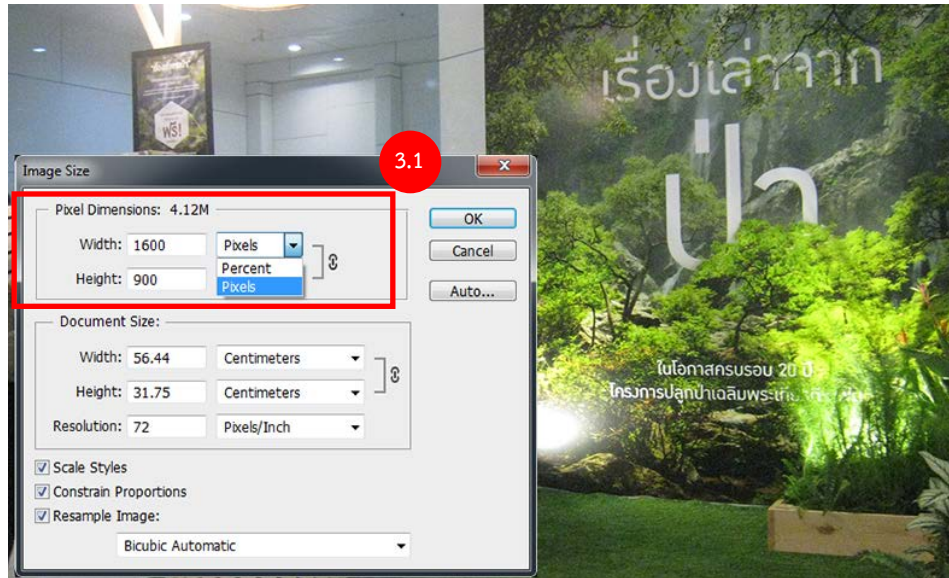 เรื่องเล่าจาก
ป่า
ในโอกาสครบรอบ 20 ปี
ฟรี!
3.1
Image Size
Pixel Dimensions: 4.12M
Width: 1600 Pixels
Percent
Height: 900 Pixels
OK
Cancel
Auto...
Document Size:
Width: 56.44 Centimeters
Height: 31.75 Centimeters
Resolution: 72 Pixels/Inch
Scale Styles
Constrain Proportions
Resample Image:
Bicubic Automatic